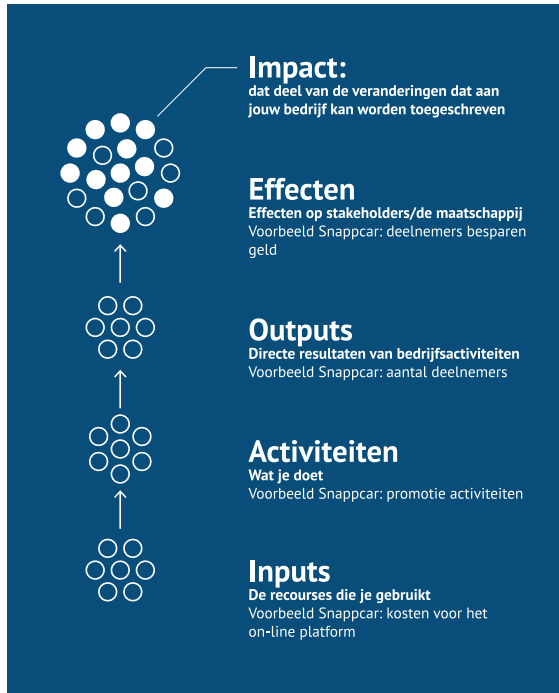 Impact:
dat deel van de veranderingen dat aan
jouw bedrijf kan worden toegeschreven
Effecten
Effecten op stakeholders/de maatschappij
Voorbeeld Snappcar: deelnemers besparen
geld
Outputs
Directe resultaten van bedrijfsactiviteiten
Voorbeeld Snappcar: aantal deelnemers
Activiteiten
Wat je doet
Voorbeeld Snappcar: promotie activiteiten
Inputs
De recourses die je gebruikt
Voorbeeld Snappcar: kosten voor het
on-line platform